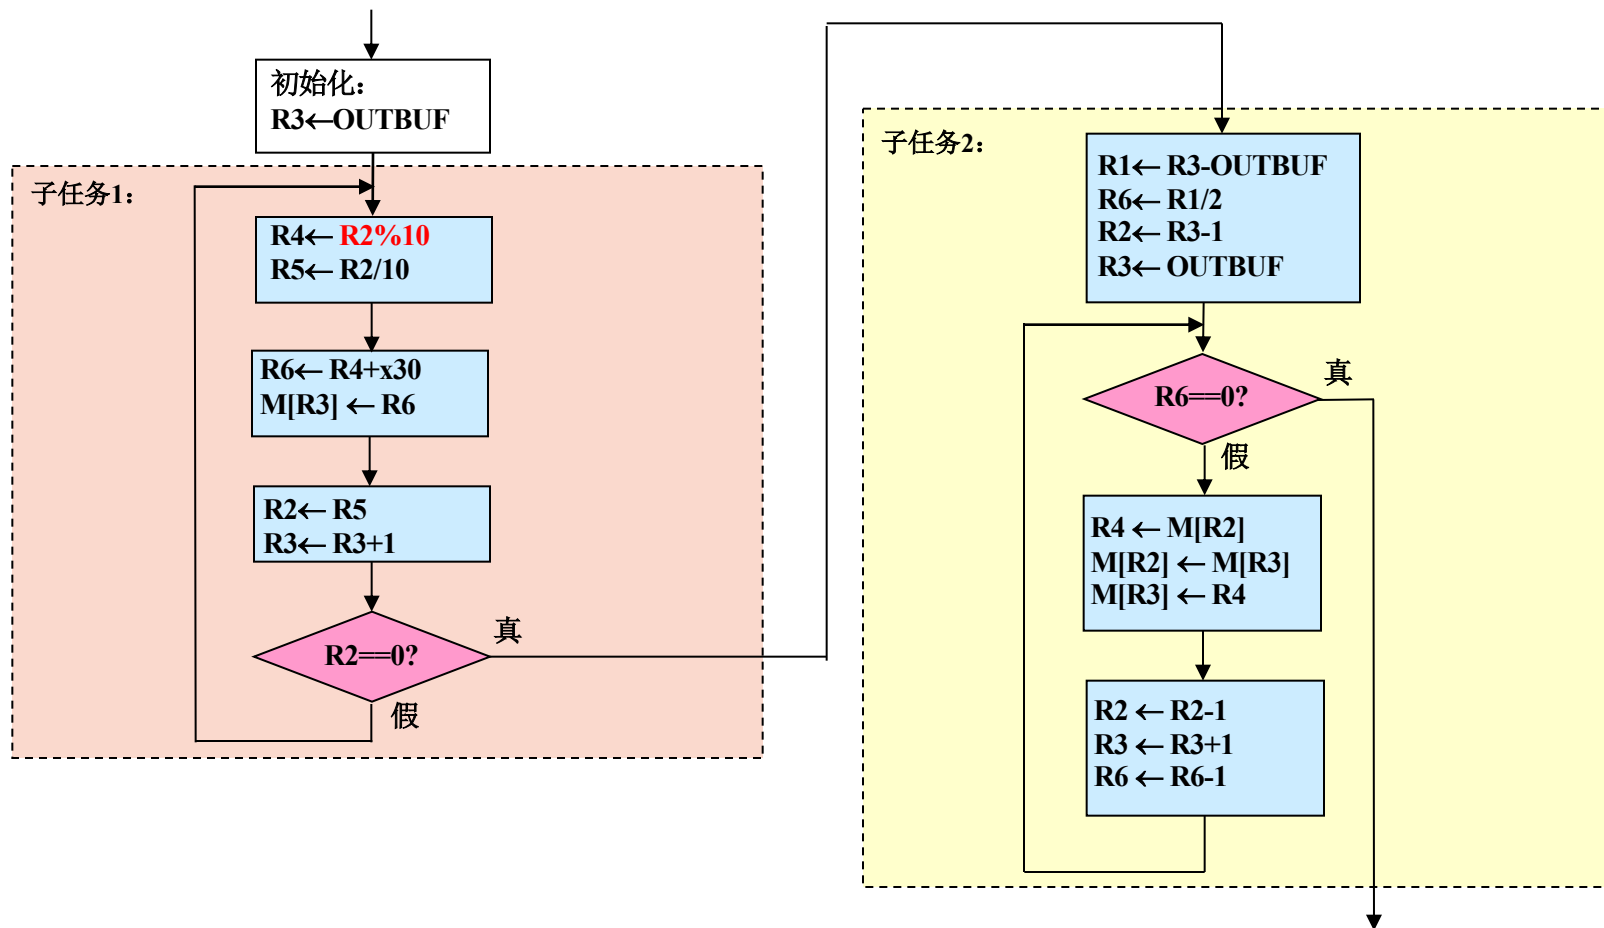 初始化：
R3←OUTBUF
子任务1：
R4← R2%10
R5← R2/10
R6← R4+x30
M[R3] ← R6
R2← R5
R3← R3+1
R2==0?
真
假
子任务2：
R1← R3-OUTBUF
R6← R1/2
R2← R3-1
R3← OUTBUF
R6==0?
真
假
R4 ← M[R2]
M[R2] ← M[R3]
M[R3] ← R4
R2 ← R2-1
R3 ← R3+1
R6 ← R6-1